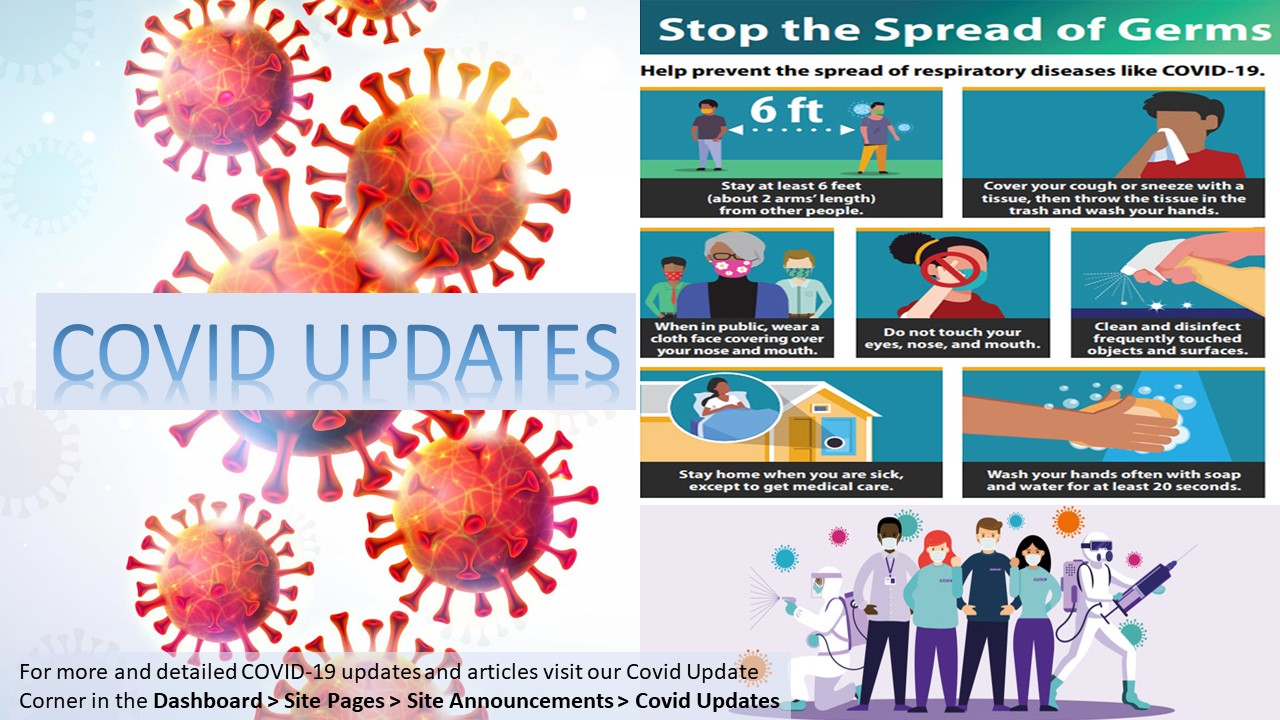 COVID UPDATES
For more and detailed COVID-19 updates and articles visit our Covid Update
Corner in the Dashboard > Site Pages > Site Announcements > Covid Updates
Stop the Spread of Germs
Help prevent the spread of respiratory diseases like COVID-19.
6 ft
Stay at least 6 feet
(about 2 arms' length)
from other people.
Cover your cough or sneeze with a
tissue, then throw the tissue in the
trash and wash your hands.
When in public, wear a
cloth face covering over
your nose and mouth.
Do not touch your
eyes, nose, and mouth.
Clean and disinfect
frequently touched
objects and surfaces.
Stay home when you are sick,
except to get medical care.
Wash your hands often with soap
and water for at least 20 seconds.